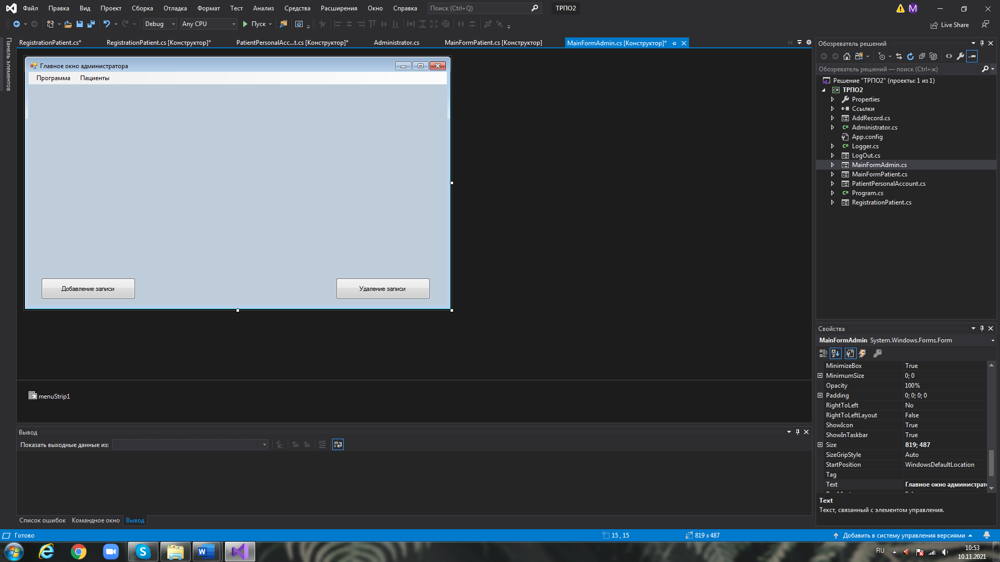 Файл Правка Вид Проект Сборка Отладка Формат Тест Анализ Средства Расширения Окно Справка Поиск (Ctrl+Q) ТРПО2 M
Debug Any CPU Пуск Live Share
Панель элементов
RegistrationPatient.cs* RegistrationPatient.cs [Конструктор]* PatientPersonalAcc...t.cs [Конструктор]* Administrator.cs MainFormPatient.cs [Конструктор] MainFormAdmin.cs [Конструктор]*
Главное окно администратора
Программа Пациенты
Добавление записи Удаление записи
menuStrip1
Вывод
Показать выходные данные из:
Список ошибок Командное окно Вывод
Обозреватель решений
Обозреватель решений — поиск (Ctrl+ж)
Решение "ТРПО2" (проекты: 1 из 1)
C# ТРПО2
Properties
Ссылки
AddRecord.cs
C# Administrator.cs
App.config
C# Logger.cs
LogOut.cs
MainFormAdmin.cs
MainFormPatient.cs
PatientPersonalAccount.cs
C# Program.cs
RegistrationPatient.cs
Свойства
MainFormAdmin System.Windows.Forms.Form
MinimizeBox True
MinimumSize 0; 0
Opacity 100%
Padding 0; 0; 0; 0
RightToLeft No
RightToLeftLayout False
ShowIcon True
ShowInTaskbar True
Size 819; 487
SizeGripStyle Auto
StartPosition WindowsDefaultLocation
Tag
Text Главное окно администрат
Text
Текст, связанный с элементом управления.
Готово 15 , 15 819 x 487 Добавить в систему управления версиями
RU 10:53
10.11.2021